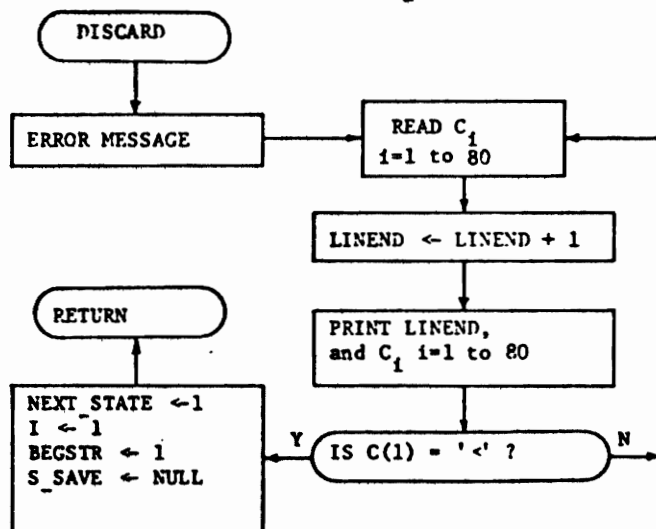 DISCARD
ERROR MESSAGE
READ C_i
i=1 to 80
LINEND ← LINEND + 1
PRINT LINEND,
and C_i i=1 to 80
IS C(1) = '<' ?
Y
N
NEXT_STATE ←1
I ← 1
BEGSTR ← 1
S_SAVE ← NULL
RETURN